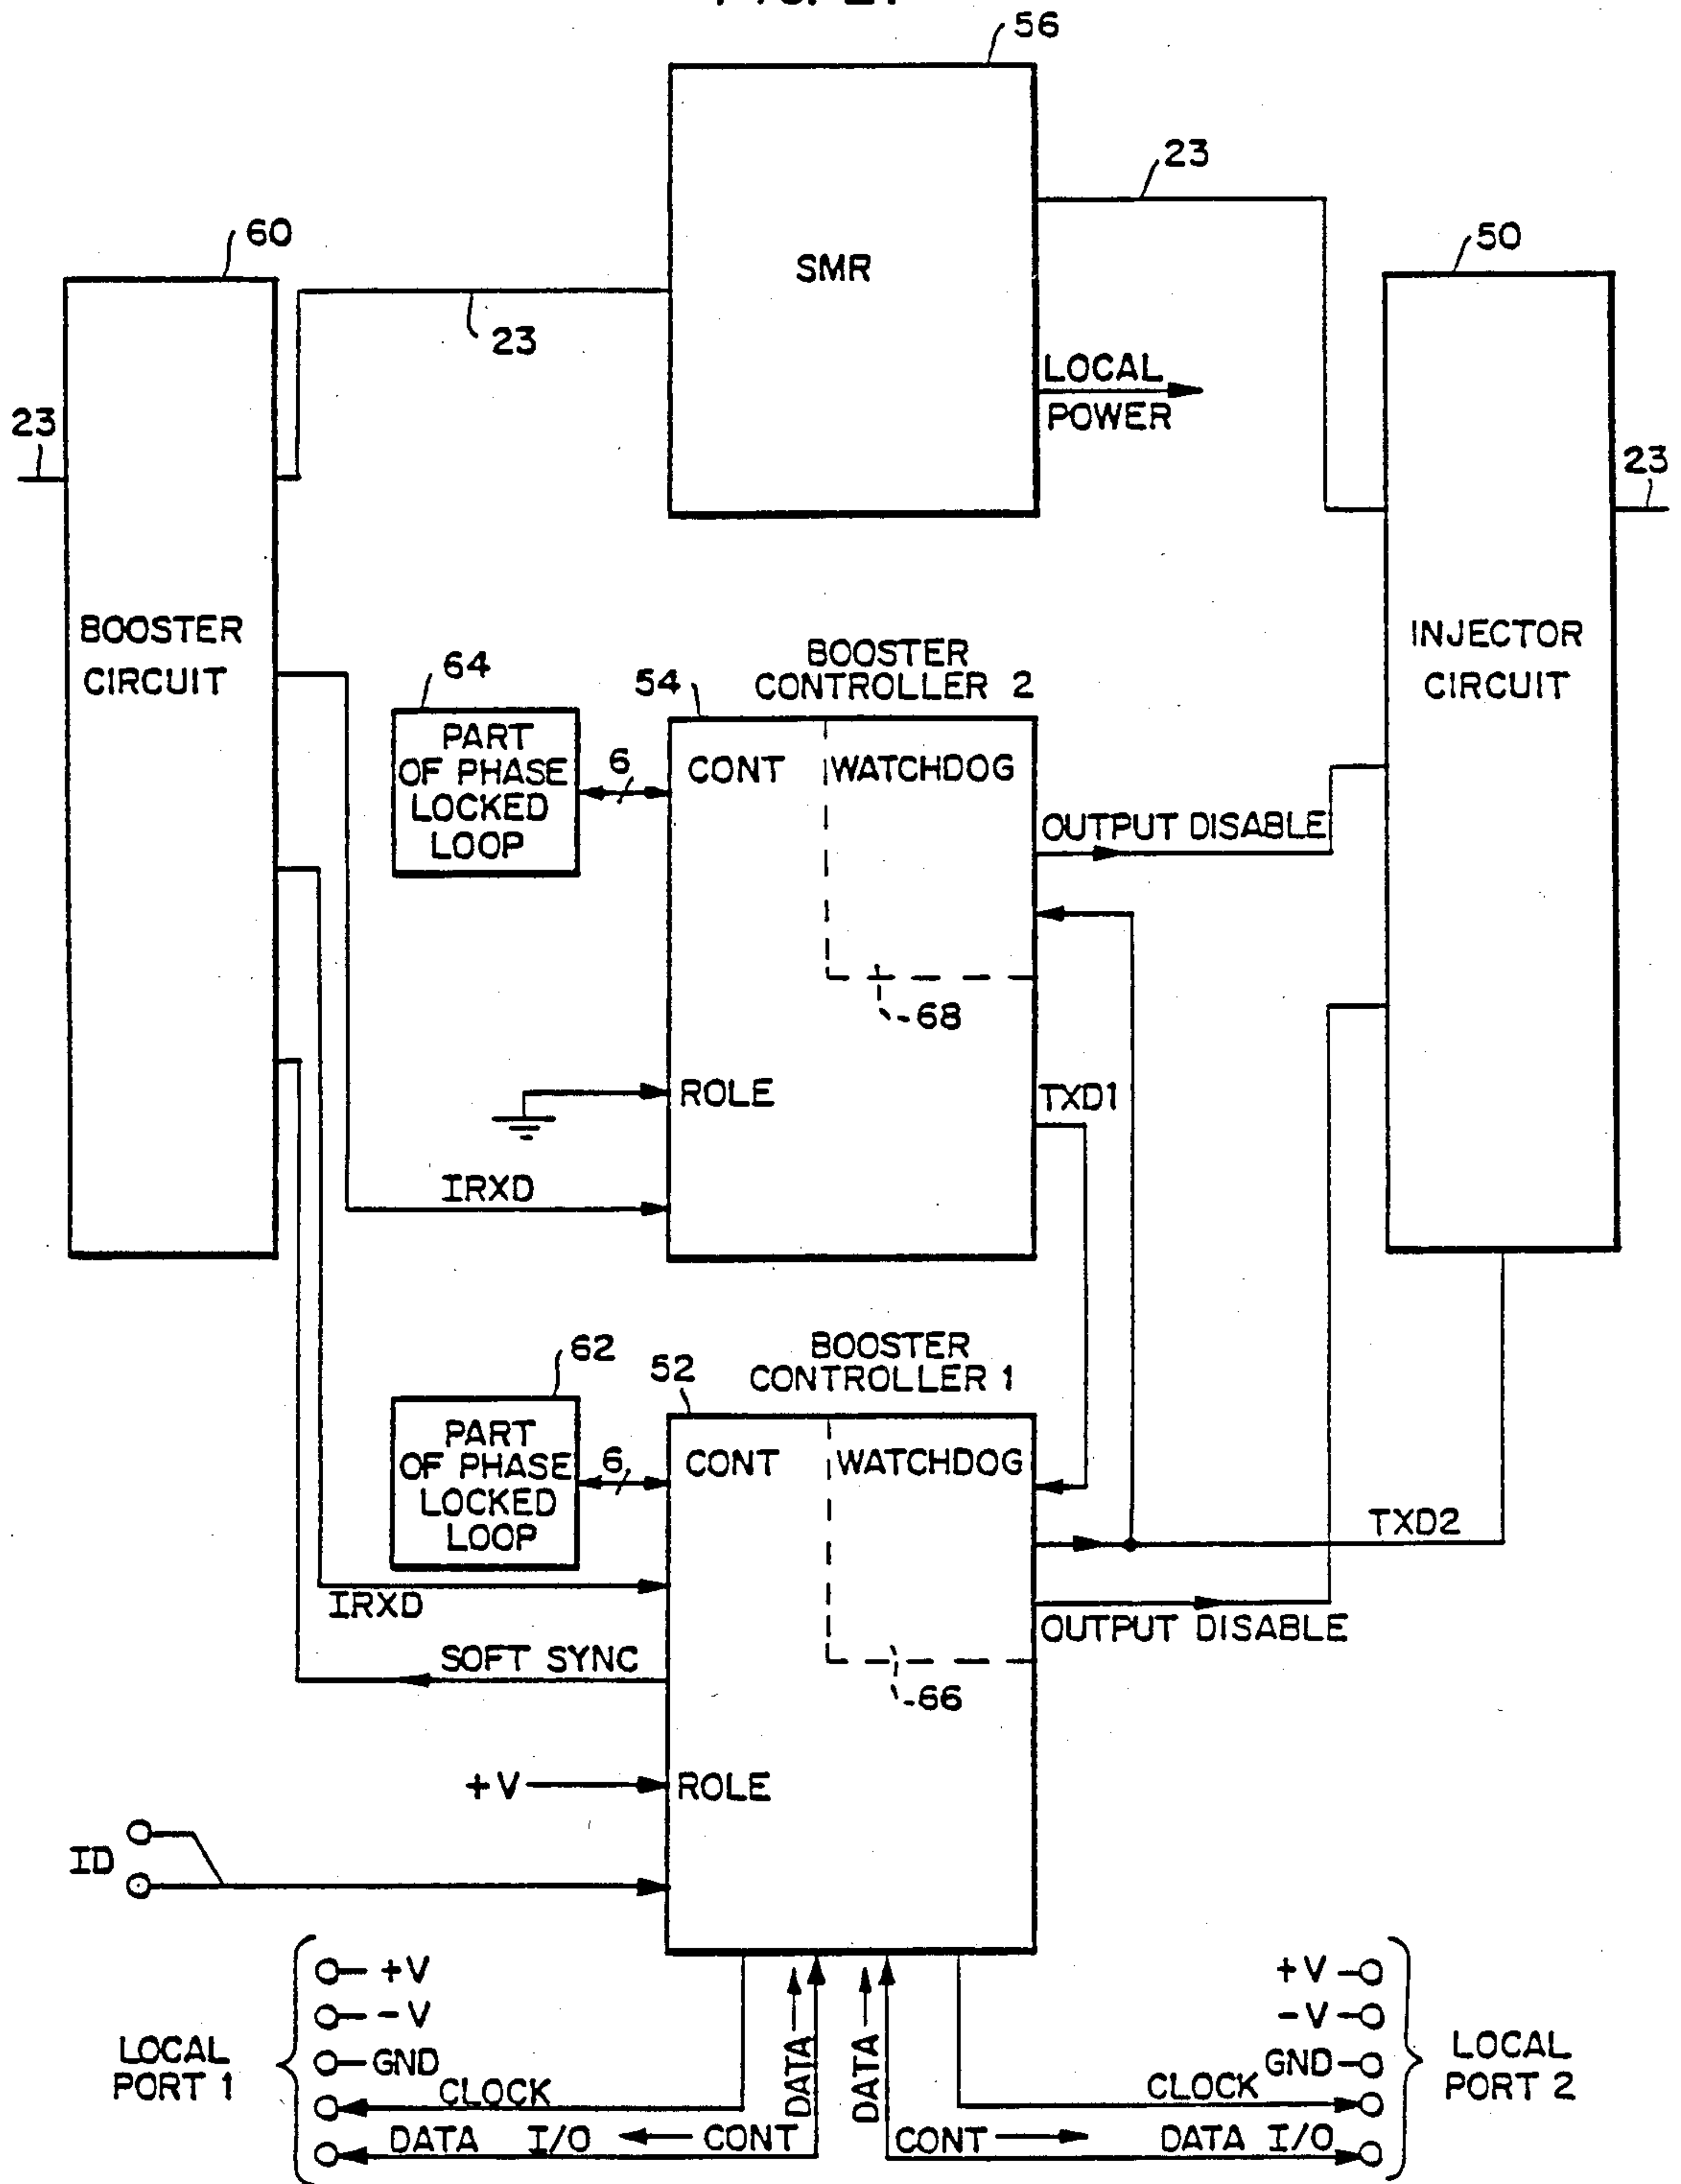 56
23
60
50
SMR
23
LOCAL
POWER
23
23
BOOSTER
CIRCUIT
INJECTOR
CIRCUIT
BOOSTER
CONTROLLER 2
64
54
PART
OF PHASE
LOCKED
LOOP
6
CONT
WATCHDOG
OUTPUT DISABLE
68
ROLE
TXD1
IRXD
BOOSTER
CONTROLLER 1
62
52
PART
OF PHASE
LOCKED
LOOP
6
CONT
WATCHDOG
TXD2
IRXD
OUTPUT DISABLE
SOFT SYNC
66
+V
ROLE
ID
LOCAL
PORT 1
+V
-V
GND
CLOCK
DATA I/O
CONT
DATA
DATA
CONT
+V
-V
GND
CLOCK
DATA I/O
LOCAL
PORT 2